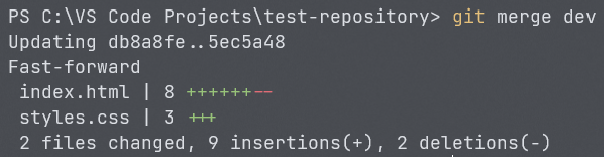 PS C:\VS Code Projects\test-repository> git merge dev
Updating db8a8fe..5ec5a48
Fast-forward
 index.html | 8 ++++++--
 styles.css | 3 +++
 2 files changed, 9 insertions(+), 2 deletions(-)